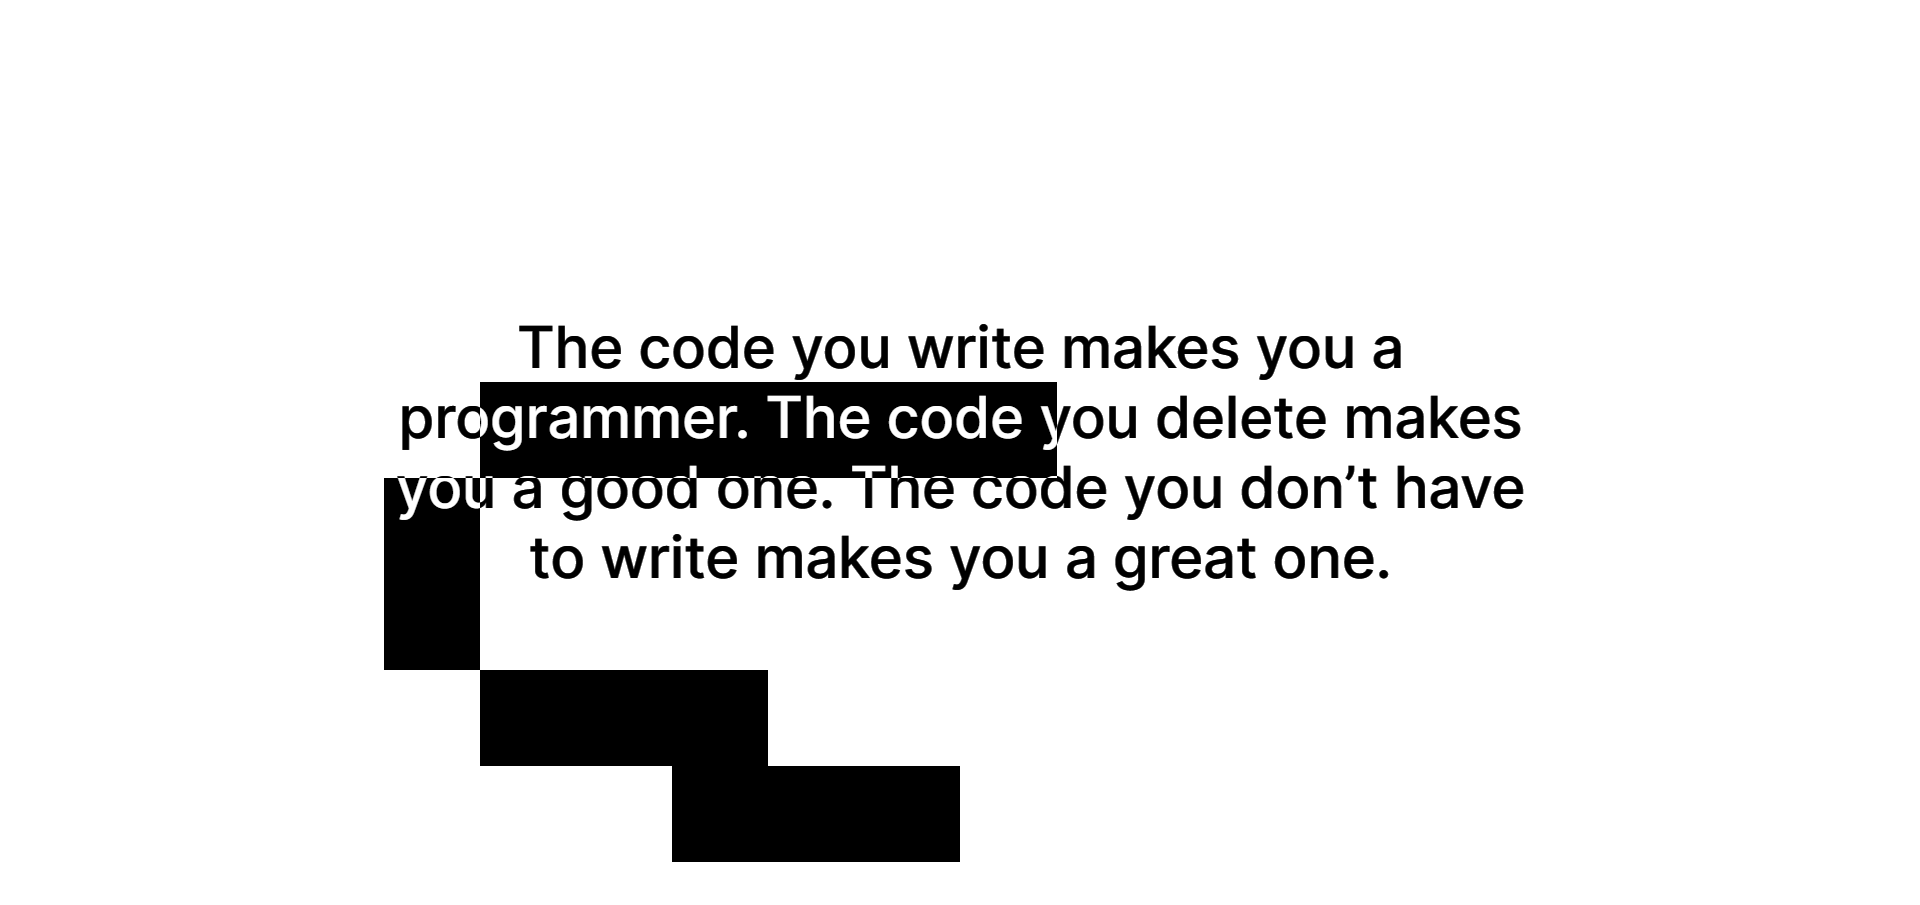 The code you write makes you a
programmer. The code you delete makes
you a good one. The code you don’t have
to write makes you a great one.